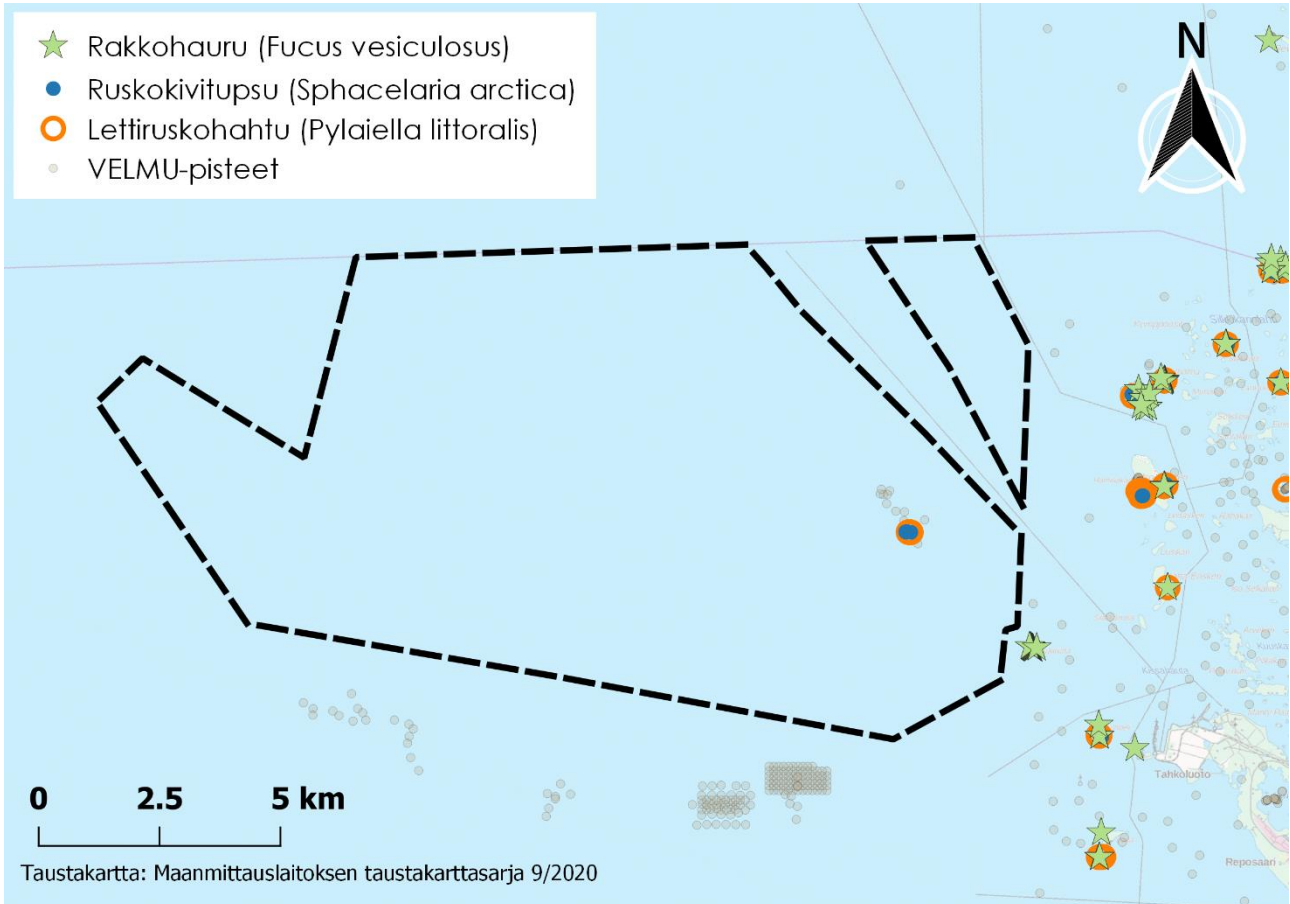 Rakkohauru (Fucus vesiculosus)
Ruskokivitupsu (Sphacelaria arctica)
Lettiruskohahtu (Pylaiella littoralis)
VELMU-pisteet
N
Tahkoluoto
0 2.5 5 km
Reposaari
Taustakartta: Maanmittauslaitoksen taustakarttasarja 9/2020